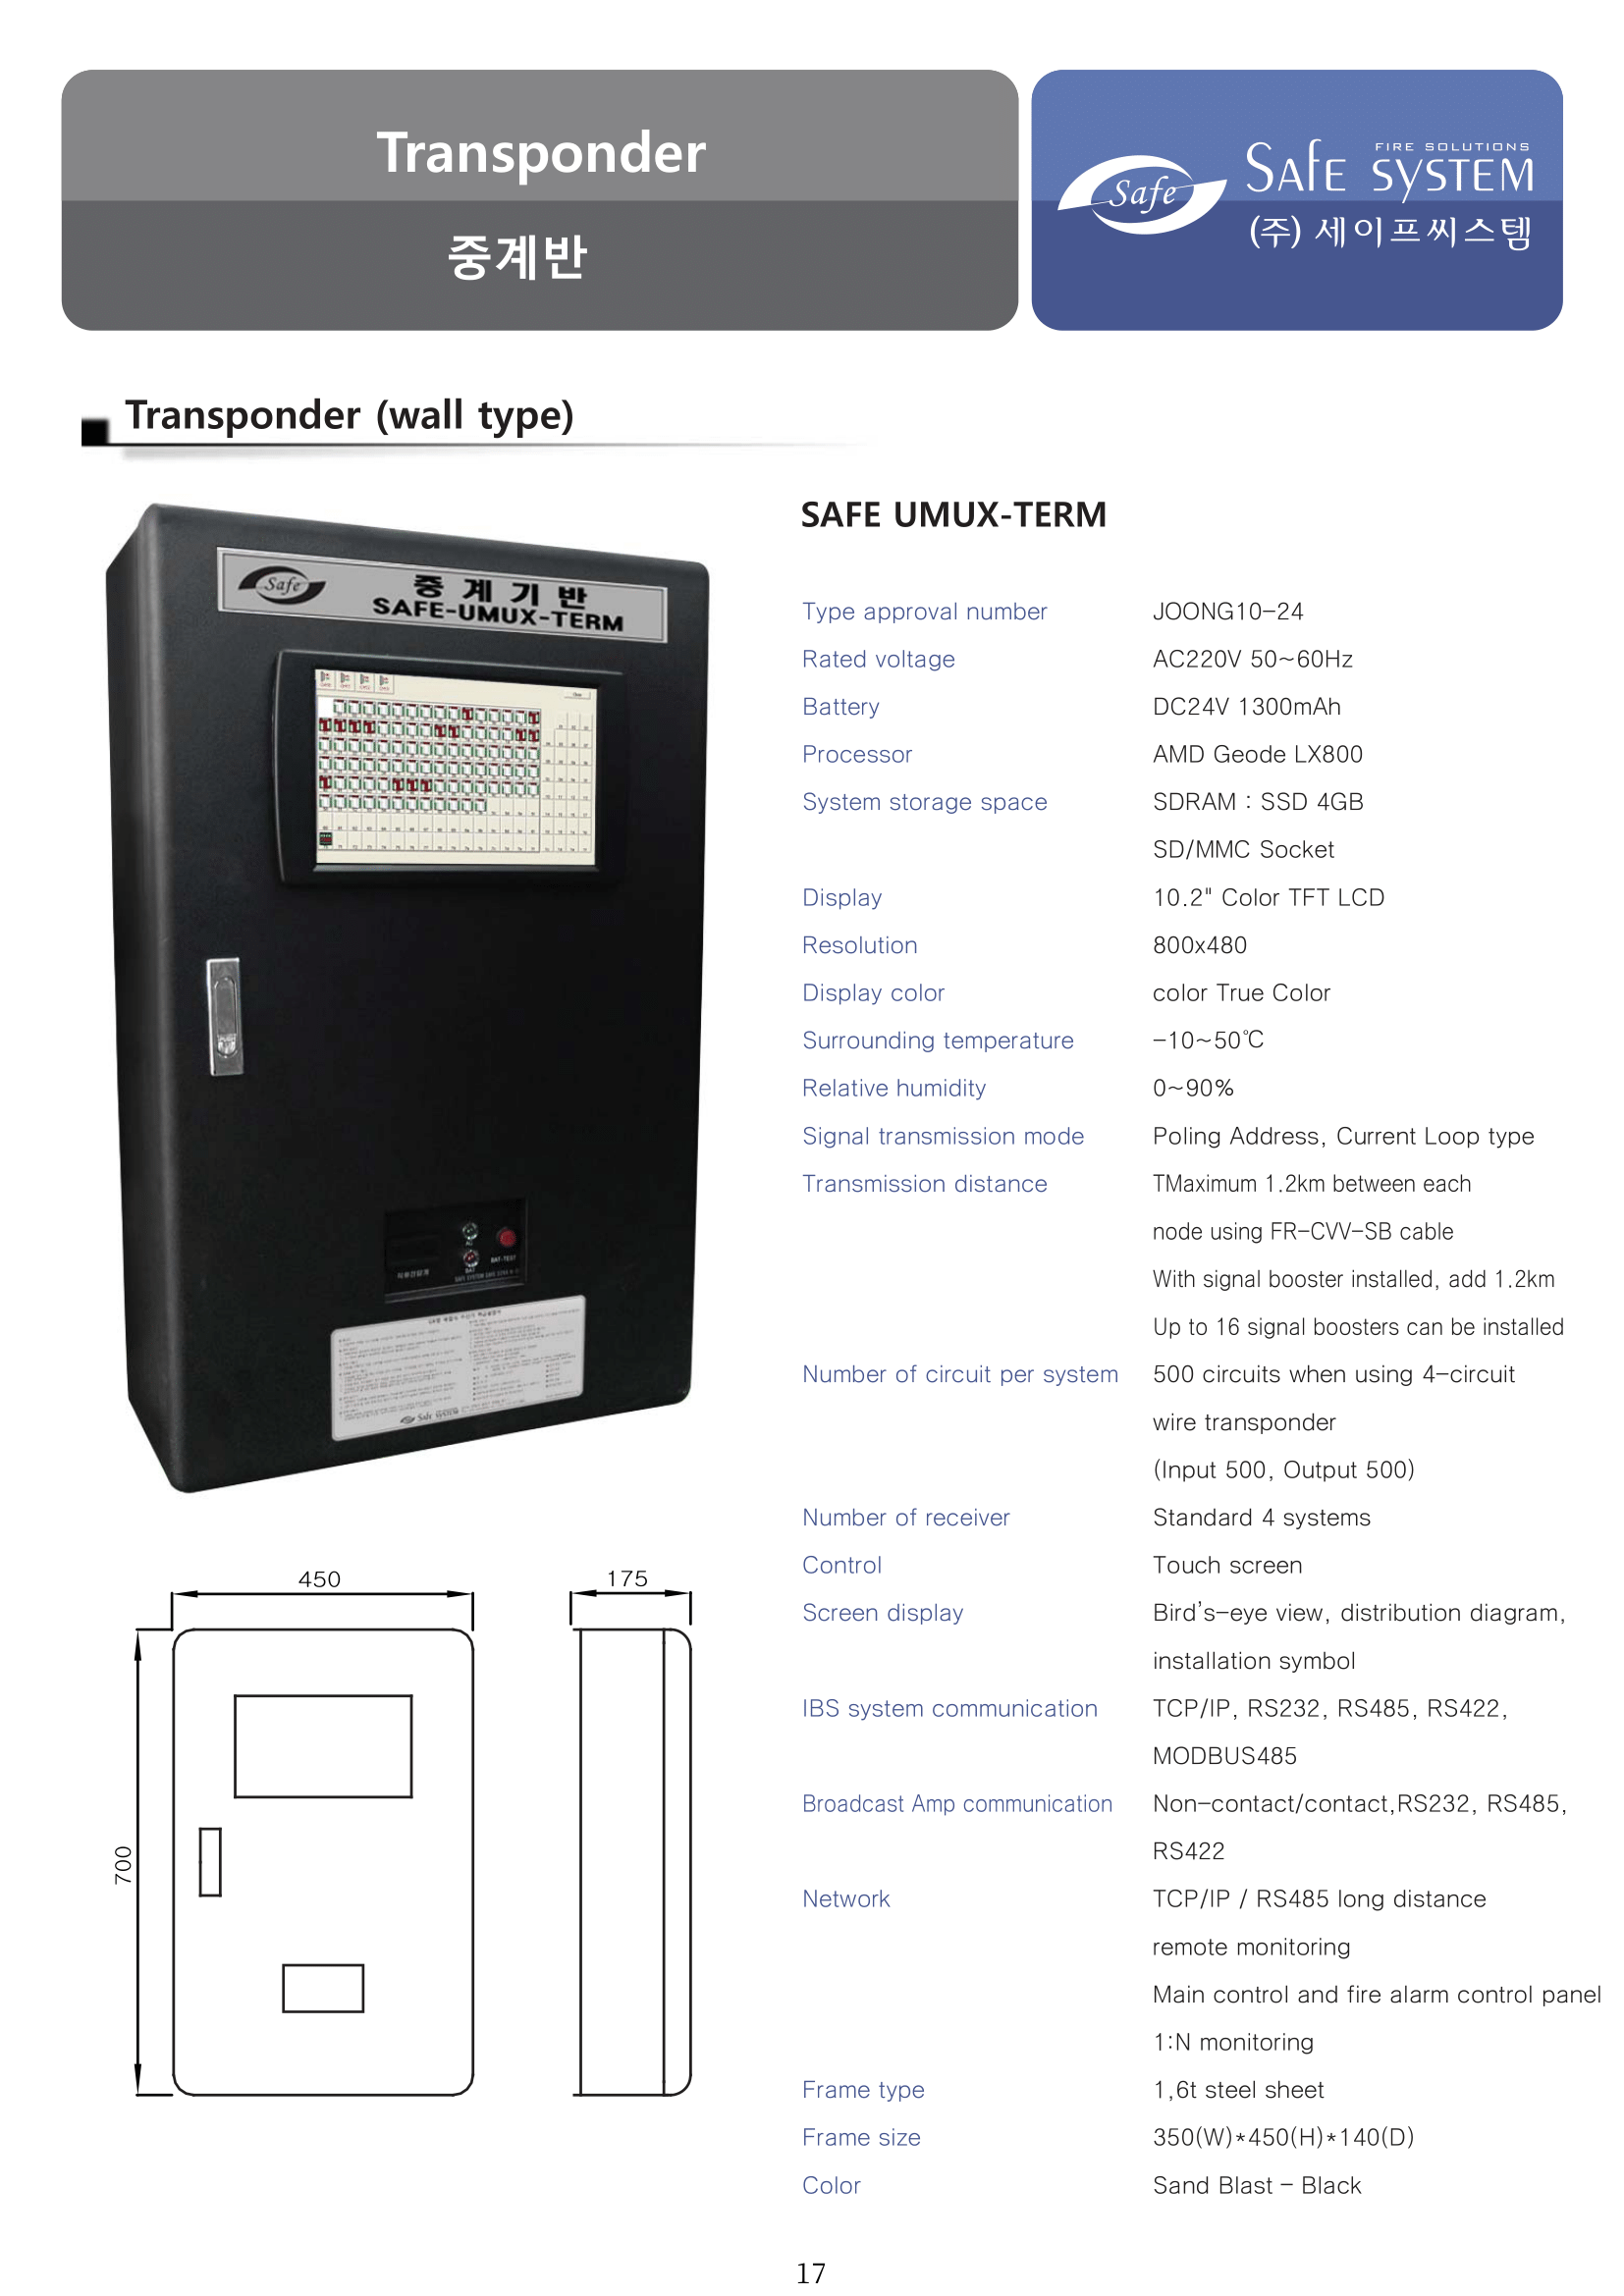 Transponder
중계반
Safe
FIRE SOLUTIONS
SAFE SYSTEM
(주) 세이프씨스템
Transponder (wall type)
Safe
중계기반
SAFE-UMUX-TERM
BAT-TEST
BAT
Safe SYSTEM
450
175
700
SAFE UMUX-TERM
Type approval number JOONG10-24
Rated voltage AC220V 50~60Hz
Battery DC24V 1300mAh
Processor AMD Geode LX800
System storage space SDRAM : SSD 4GB
SD/MMC Socket
Display 10.2" Color TFT LCD
Resolution 800x480
Display color color True Color
Surrounding temperature -10~50℃
Relative humidity 0~90%
Signal transmission mode Poling Address, Current Loop type
Transmission distance TMaximum 1.2km between each
node using FR-CVV-SB cable
With signal booster installed, add 1.2km
Up to 16 signal boosters can be installed
Number of circuit per system 500 circuits when using 4-circuit
wire transponder
(Input 500, Output 500)
Number of receiver Standard 4 systems
Control Touch screen
Screen display Bird's-eye view, distribution diagram,
installation symbol
IBS system communication TCP/IP, RS232, RS485, RS422,
MODBUS485
Broadcast Amp communication Non-contact/contact,RS232, RS485,
RS422
Network TCP/IP / RS485 long distance
remote monitoring
Main control and fire alarm control panel
1:N monitoring
Frame type 1,6t steel sheet
Frame size 350(W)*450(H)*140(D)
Color Sand Blast - Black
17